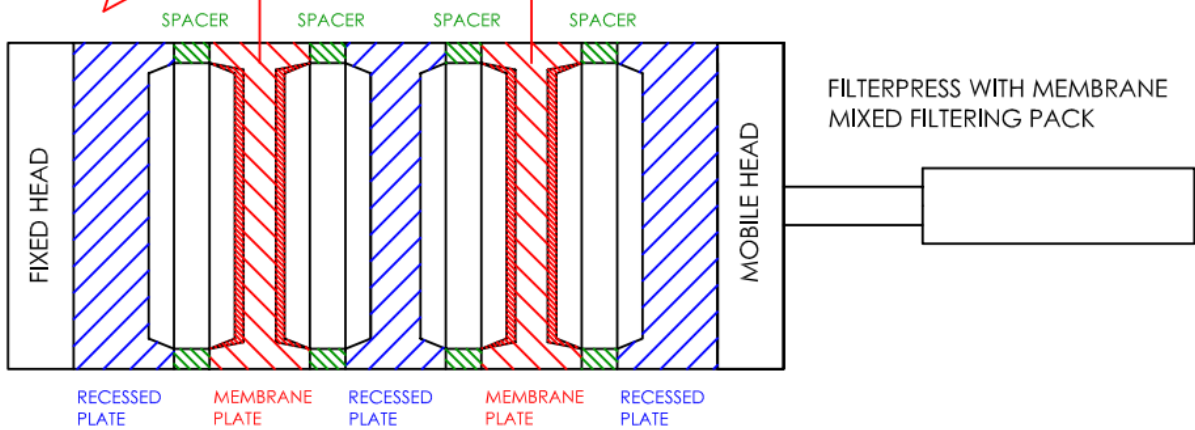 SPACER
SPACER
SPACER
SPACER
FIXED HEAD
MOBILE HEAD
FILTERPRESS WITH MEMBRANE
MIXED FILTERING PACK
RECESSED
PLATE
MEMBRANE
PLATE
RECESSED
PLATE
MEMBRANE
PLATE
RECESSED
PLATE